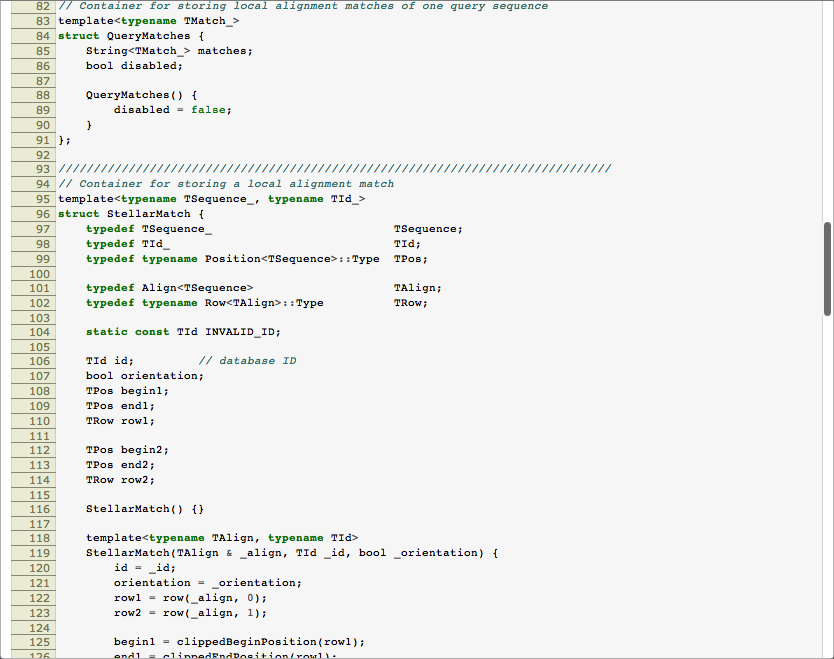 82 // Container for storing local alignment matches of one query sequence
83 template<typename TMatch_>
84 struct QueryMatches {
85     String<TMatch_> matches;
86     bool disabled;
87
88     QueryMatches() {
89         disabled = false;
90     }
91 };
92
93 ///////////////////////////////////////////////////////////////////////////////
94 // Container for storing a local alignment match
95 template<typename TSequence_, typename TId_>
96 struct StellarMatch {
97     typedef TSequence_                          TSequence;
98     typedef TId_                                TId;
99     typedef typename Position<TSequence>::Type  TPos;
100
101     typedef Align<TSequence>                    TAlign;
102     typedef typename Row<TAlign>::Type          TRow;
103
104     static const TId INVALID_ID;
105
106     TId id;         // database ID
107     bool orientation;
108     TPos begin1;
109     TPos end1;
110     TRow row1;
111
112     TPos begin2;
113     TPos end2;
114     TRow row2;
115
116     StellarMatch() {}
117
118     template<typename TAlign, typename TId>
119     StellarMatch(TAlign & _align, TId _id, bool _orientation) {
120         id = _id;
121         orientation = _orientation;
122         row1 = row(_align, 0);
123         row2 = row(_align, 1);
124
125         begin1 = clippedBeginPosition(row1);
126         end1 = clippedEndPosition(row1);